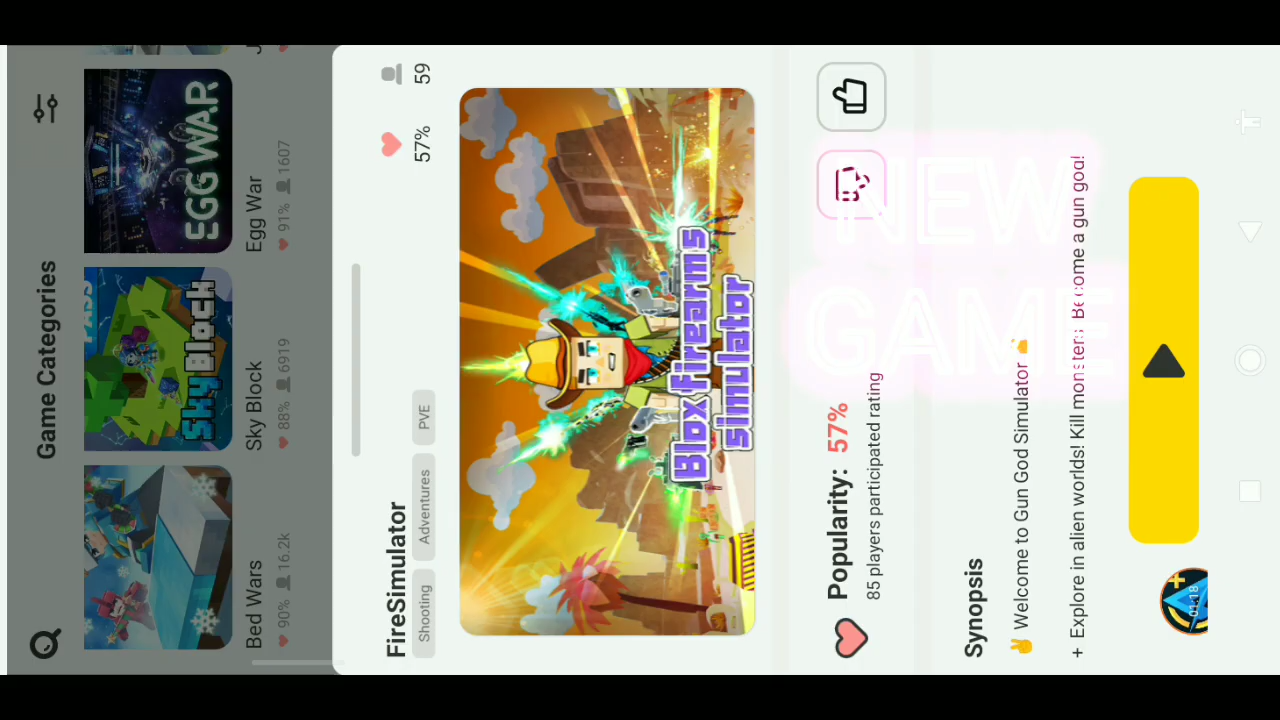 Game Categories
Bed Wars
90% 16.2k
SKY BLOCK
Sky Block
88% 6919
EGG WAR
Egg War
91% 1607
FireSimulator
57% 59
Shooting Adventures PVE
Blox firearms
simulator
Popularity: 57%
85 players participated rating
NEW
GAME
Synopsis
✌ Welcome to Gun God Simulator
+ Explore in alien worlds! Kill monsters! Become a gun god!
01:18